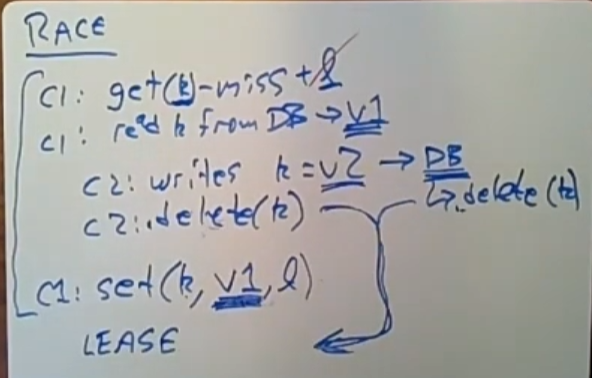 RACE
C1: get(k)-miss + l
C1: read k from DB → v1
C2: writes k=v2 → DB
C2: delete(k) ↳ delete(k)
C1: set(k, v1, l)
LEASE